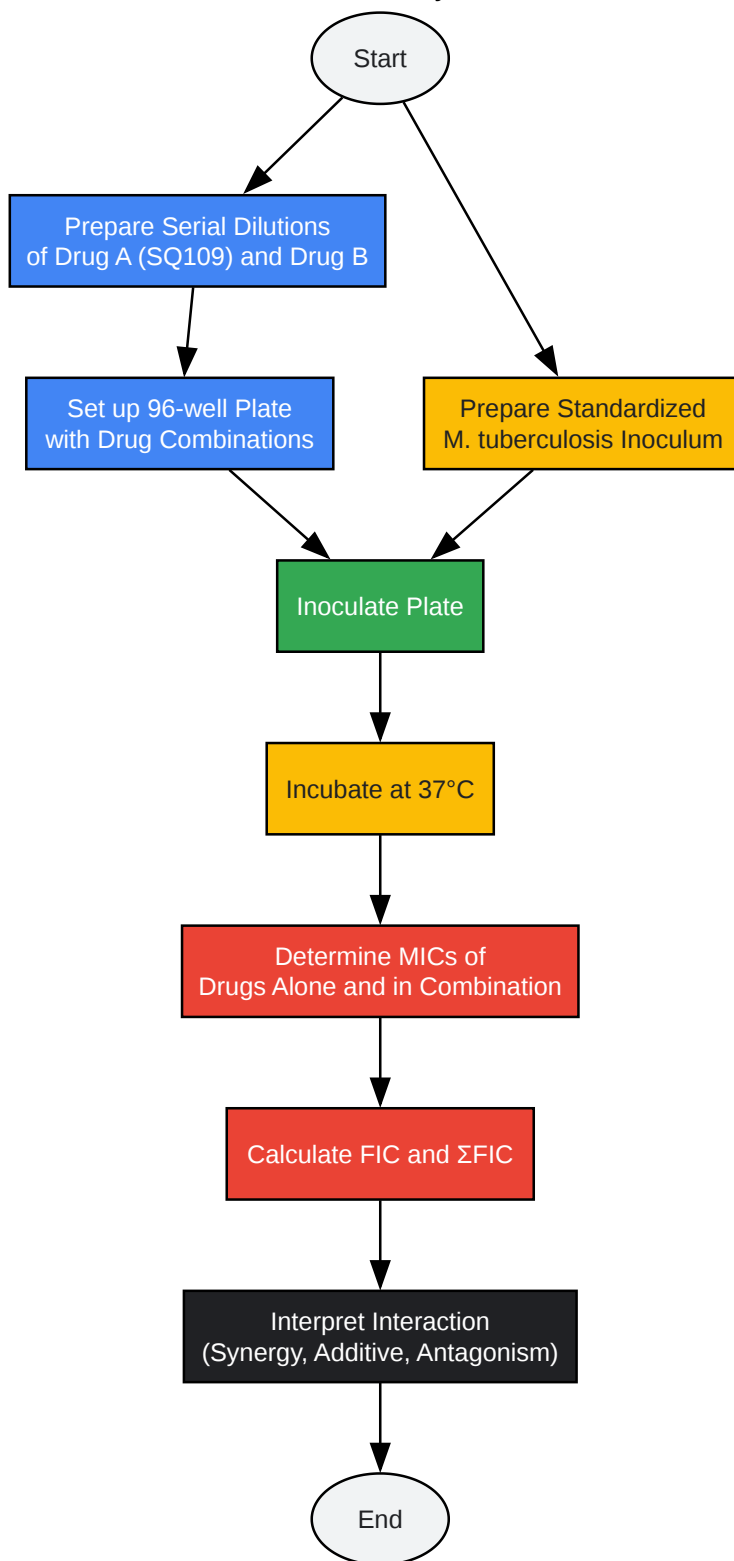 Start
Prepare Serial Dilutions
of Drug A (SQ109) and Drug B
Set up 96-well Plate
with Drug Combinations
Prepare Standardized
M. tuberculosis Inoculum
Inoculate Plate
Incubate at 37°C
Determine MICs of
Drugs Alone and in Combination
Calculate FIC and ΣFIC
Interpret Interaction
(Synergy, Additive, Antagonism)
End